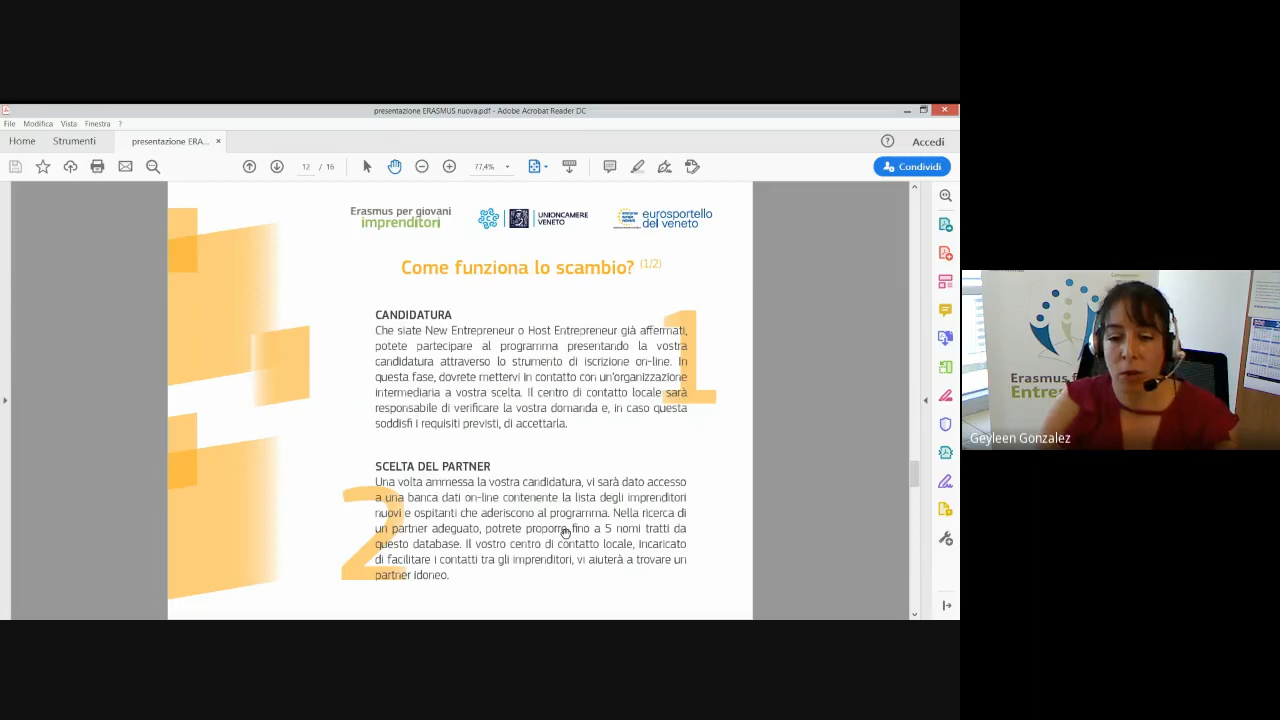 presentazione ERASMUS nuova.pdf - Adobe Acrobat Reader DC
File Modifica Vista Finestra ?
Home Strumenti presentazione ERA... × Accedi
12 / 16 77,4% Condividi
Erasmus per giovani
imprenditori
UNIONCAMERE
VENETO
eurosportello
del veneto
Come funziona lo scambio? (1/2)
1
CANDIDATURA
Che siate New Entrepreneur o Host Entrepreneur già affermati,
potete partecipare al programma presentando la vostra
candidatura attraverso lo strumento di iscrizione on-line. In
questa fase, dovrete mettervi in contatto con un'organizzazione
intermediaria a vostra scelta. Il centro di contatto locale sarà
responsabile di verificare la vostra domanda e, in caso questa
soddisfi i requisiti previsti, di accettarla.
2
SCELTA DEL PARTNER
Una volta ammessa la vostra candidatura, vi sarà dato accesso
a una banca dati on-line contenente la lista degli imprenditori
nuovi e ospitanti che aderiscono al programma. Nella ricerca di
un partner adeguato, potrete proporre fino a 5 nomi tratti da
questo database. Il vostro centro di contatto locale, incaricato
di facilitare i contatti tra gli imprenditori, vi aiuterà a trovare un
partner idoneo.
Erasmus f
Entre
Geyleen Gonzalez